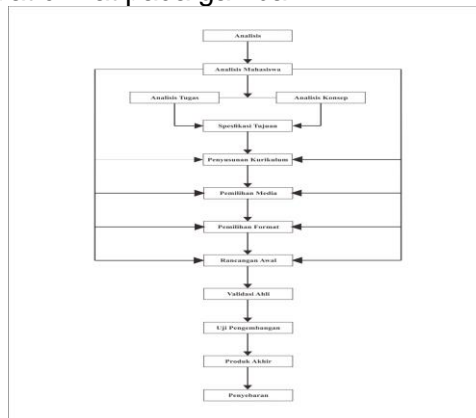 Analisis
Analisis Mahasiswa
Analisis Tugas
Analisis Konsep
Spesifikasi Tujuan
Penyusunan Kurikulum
Pemilihan Media
Pemilihan Format
Rancangan Awal
Validasi Ahli
Uji Pengembangan
Produk Akhir
Penyebaran